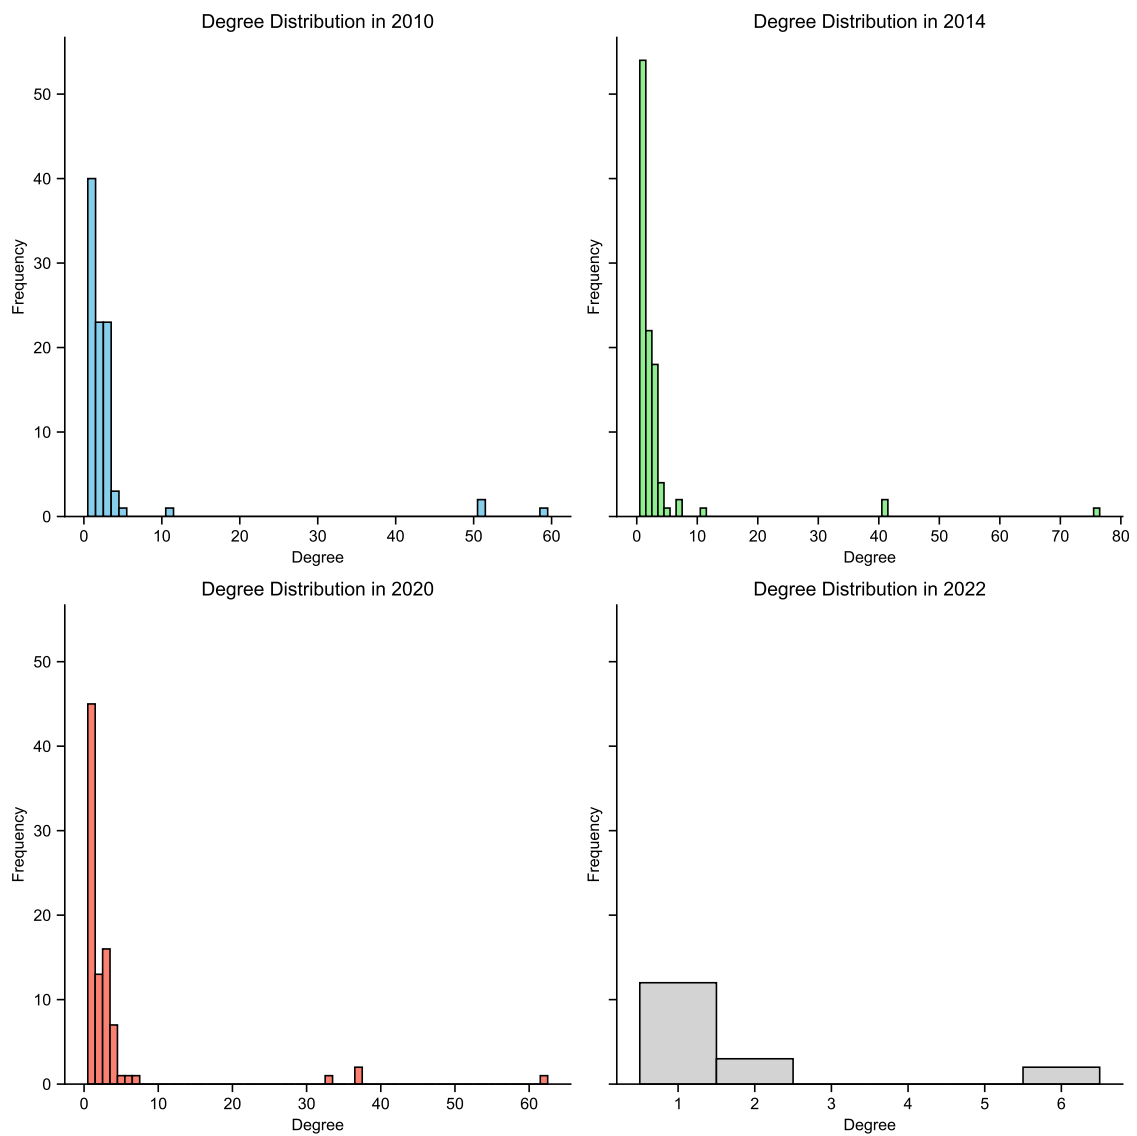 Degree Distribution in 2010
50
40
30
20
10
0
Frequency
0 10 20 30 40 50 60
Degree
Degree Distribution in 2014
Frequency
0 10 20 30 40 50 60 70 80
Degree
Degree Distribution in 2020
50
40
30
20
10
0
Frequency
0 10 20 30 40 50 60
Degree
Degree Distribution in 2022
Frequency
1 2 3 4 5 6
Degree